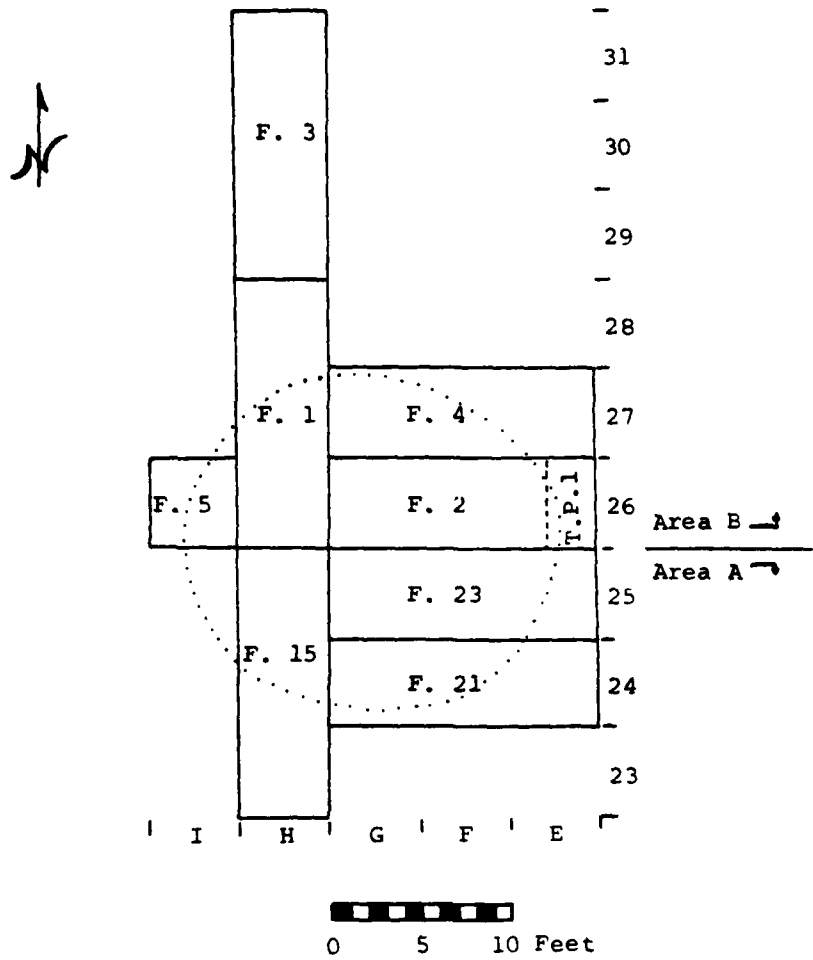 31
N
F. 3
30
29
28
F. 1
F. 4
27
F. 5
F. 2
T.P.1
26
Area B
Area A
F. 23
25
F. 15
F. 21
24
23
I H G F E
0 5 10 Feet